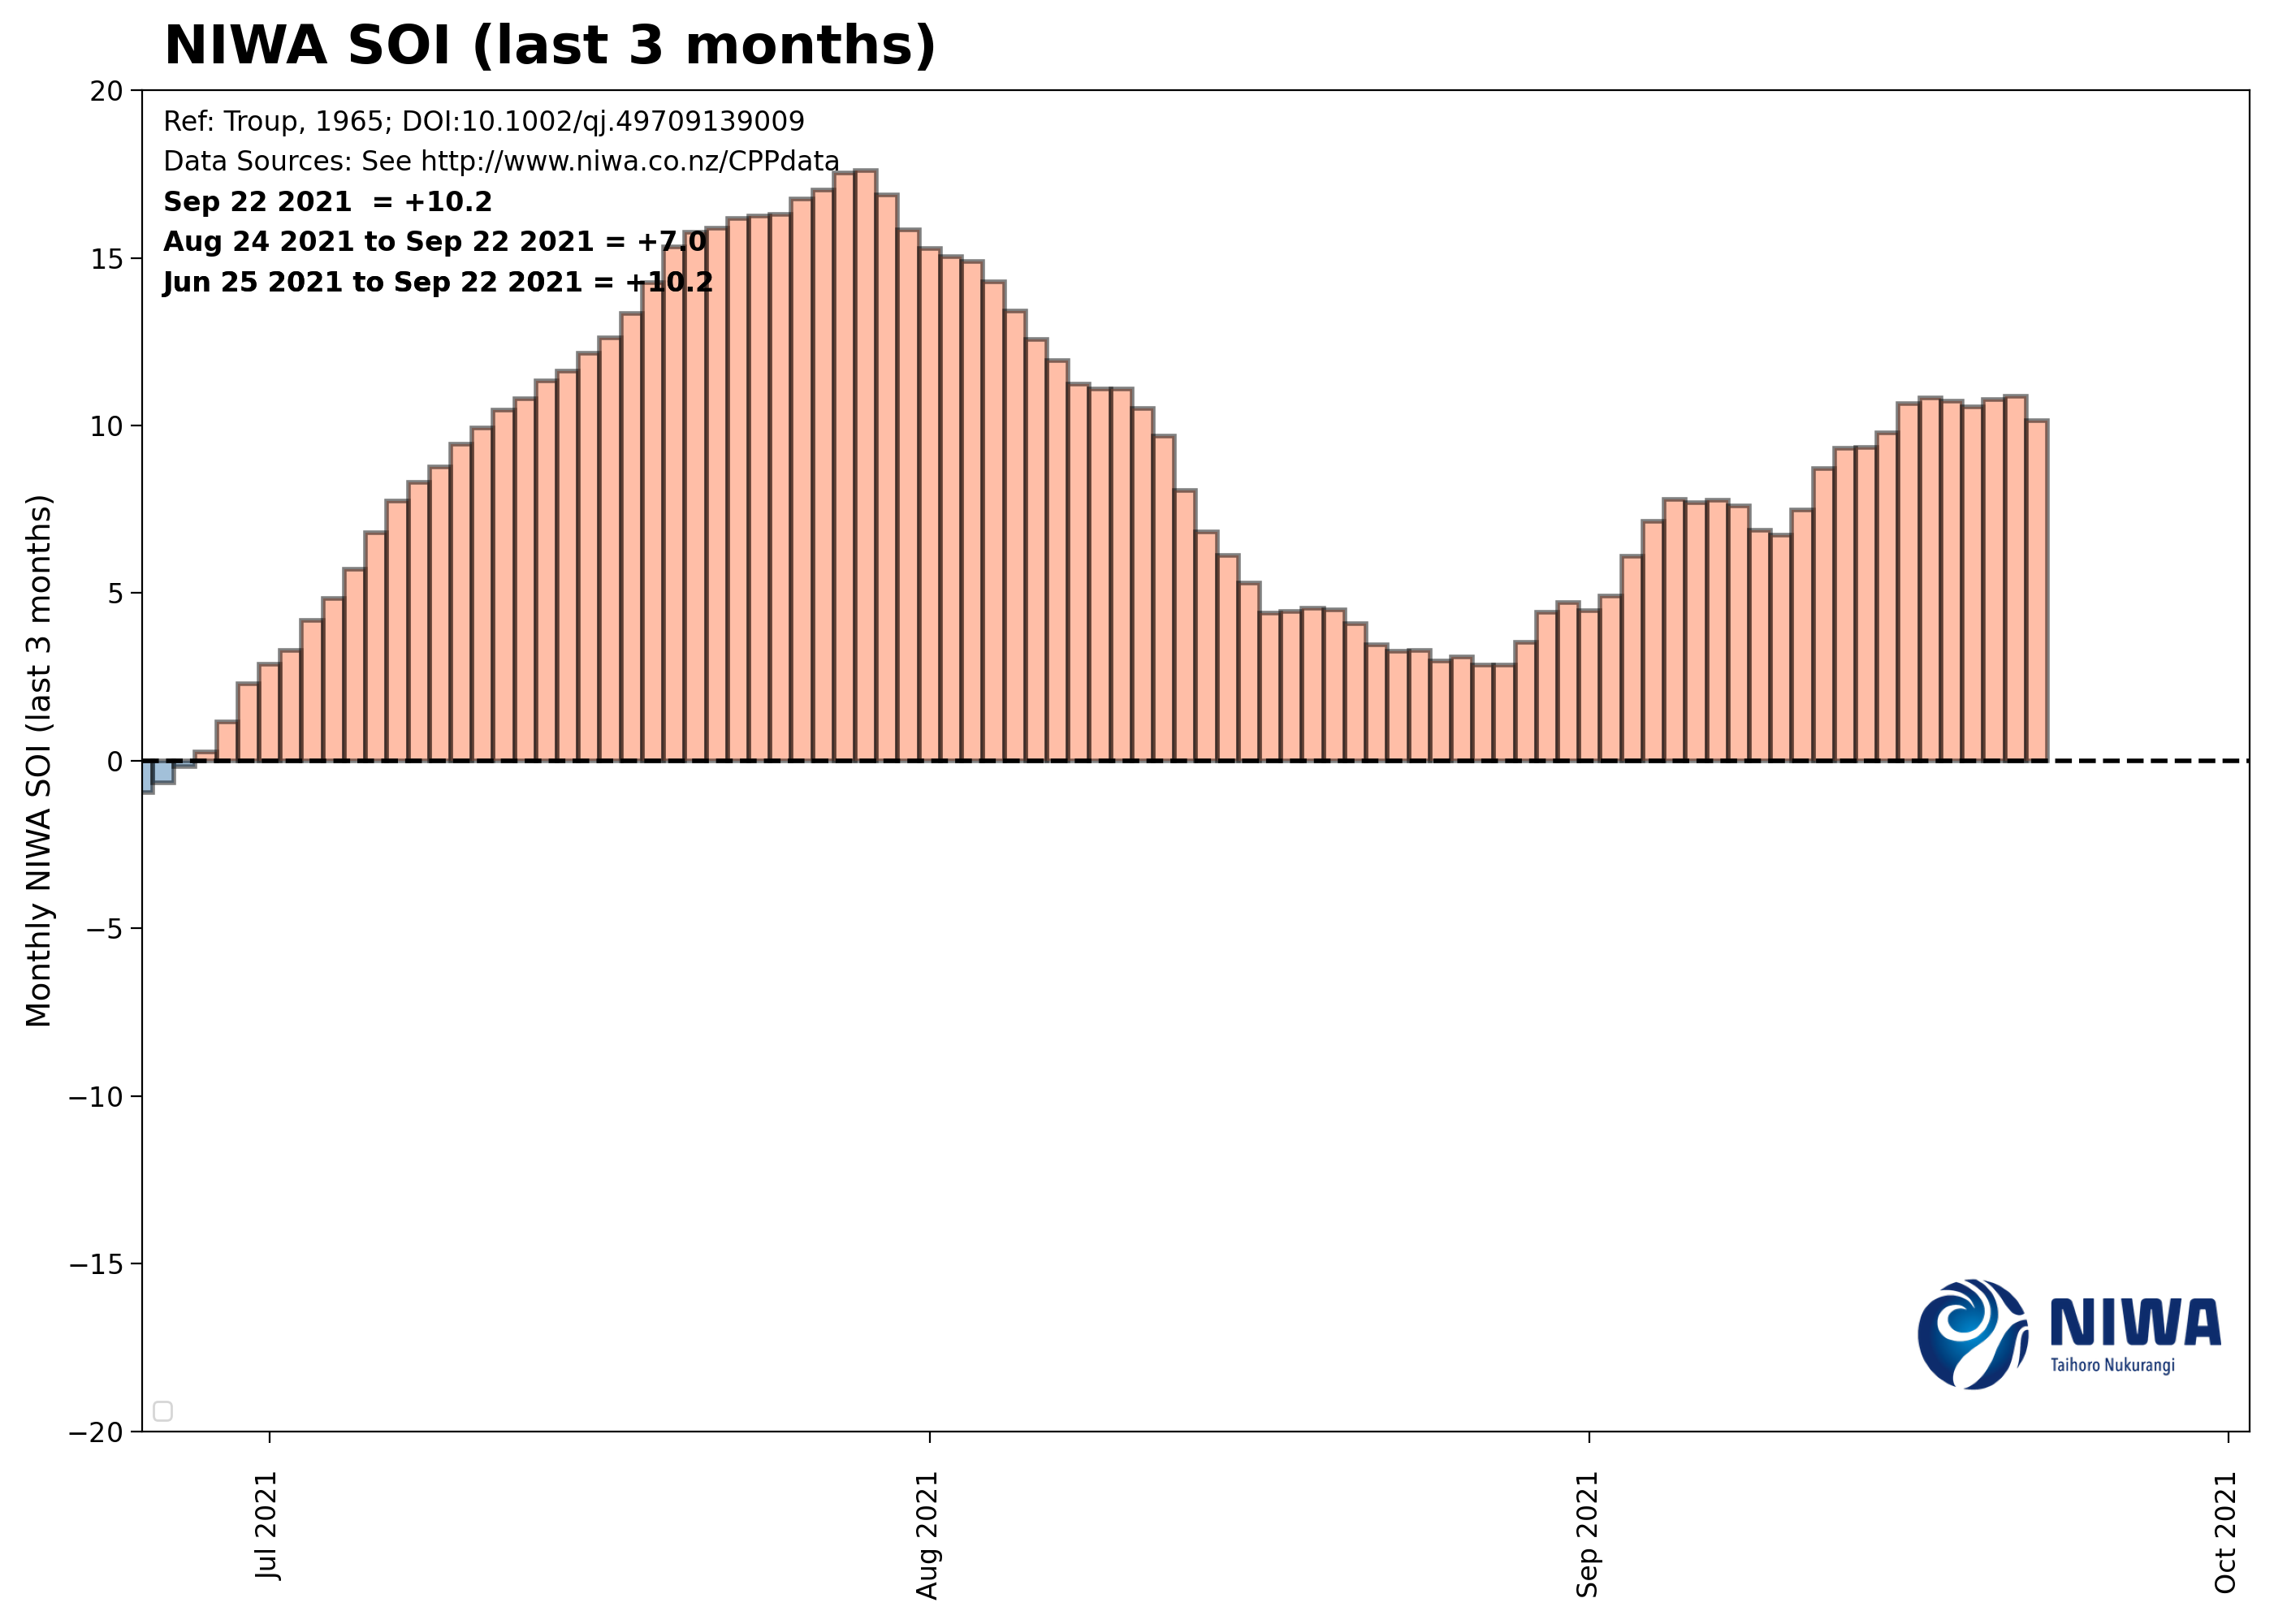 NIWA SOI (last 3 months)
Ref: Troup, 1965; DOI:10.1002/qj.49709139009
Data Sources: See http://www.niwa.co.nz/CPPdata
Sep 22 2021  = +10.2
Aug 24 2021 to Sep 22 2021 = +7.0
Jun 25 2021 to Sep 22 2021 = +10.2
Monthly NIWA SOI (last 3 months)
20
15
10
5
0
−5
−10
−15
−20
Jul 2021
Aug 2021
Sep 2021
Oct 2021
NIWA
Taihoro Nukurangi